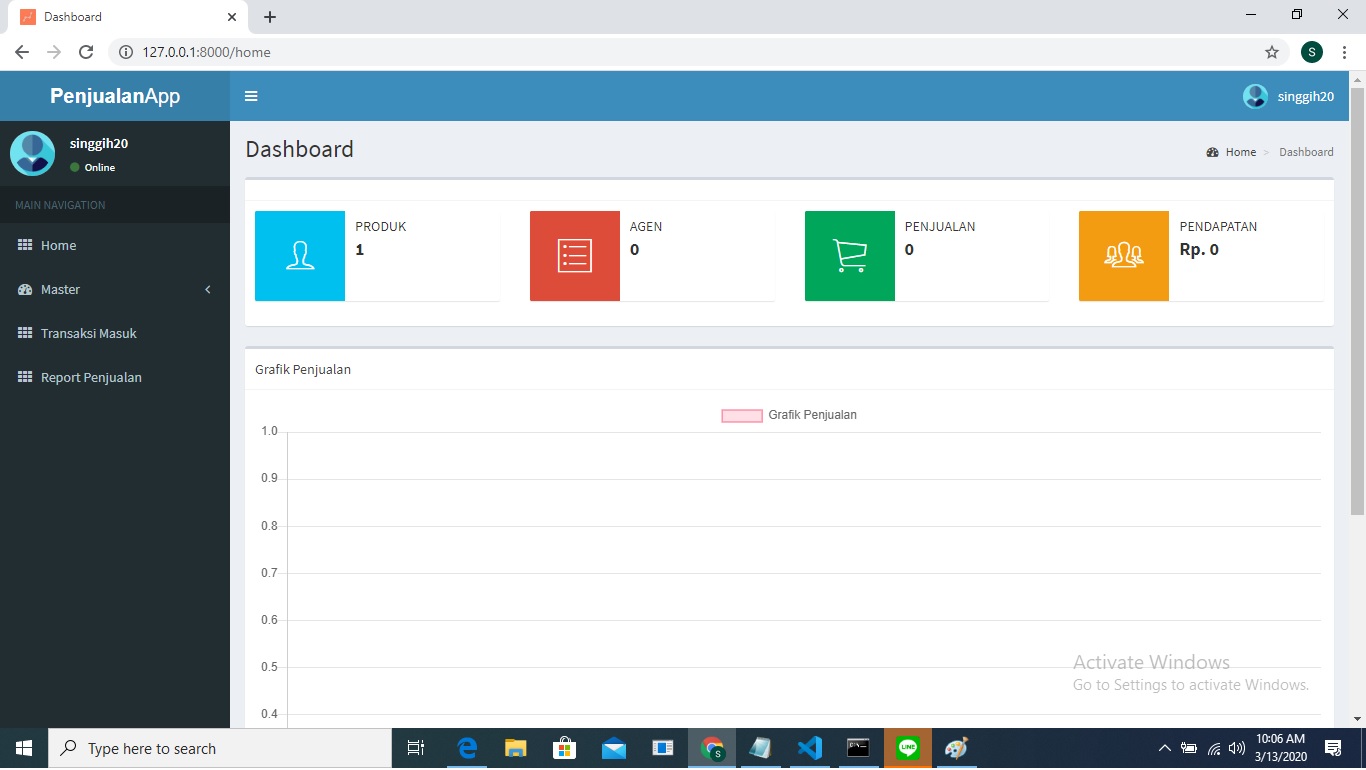 Dashboard
127.0.0.1:8000/home
S
PenjualanApp
singgih20
singgih20
Online
MAIN NAVIGATION
Home
Master
Transaksi Masuk
Report Penjualan
Dashboard
Home > Dashboard
PRODUK
1
AGEN
0
PENJUALAN
0
PENDAPATAN
Rp. 0
Grafik Penjualan
Grafik Penjualan
1.0
0.9
0.8
0.7
0.6
0.5
0.4
Activate Windows
Go to Settings to activate Windows.
Type here to search
S
LINE
10:06 AM
3/13/2020